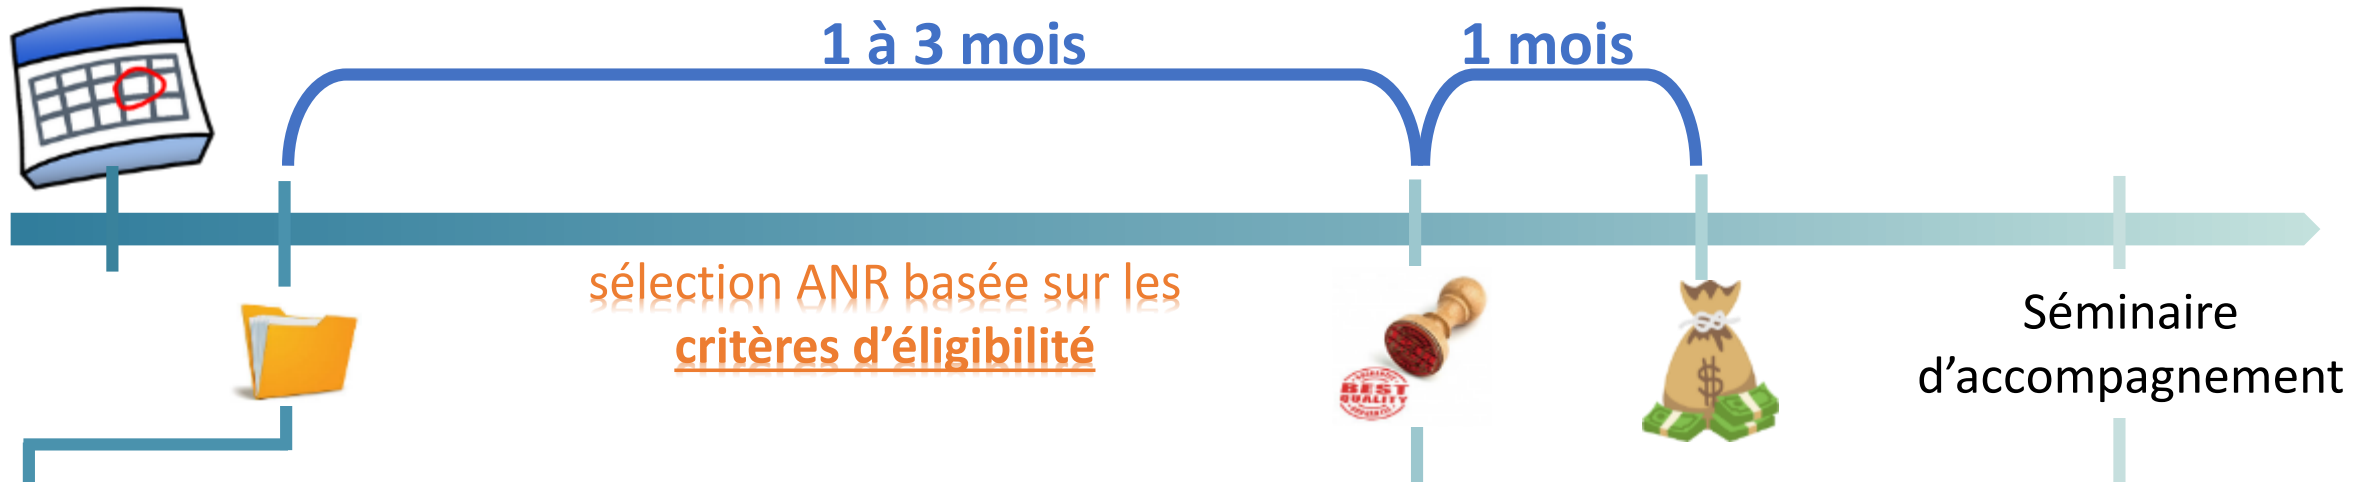 1 à 3 mois
1 mois
sélection ANR basée sur les
critères d’éligibilité
BEST
QUALITY
Séminaire
d’accompagnement